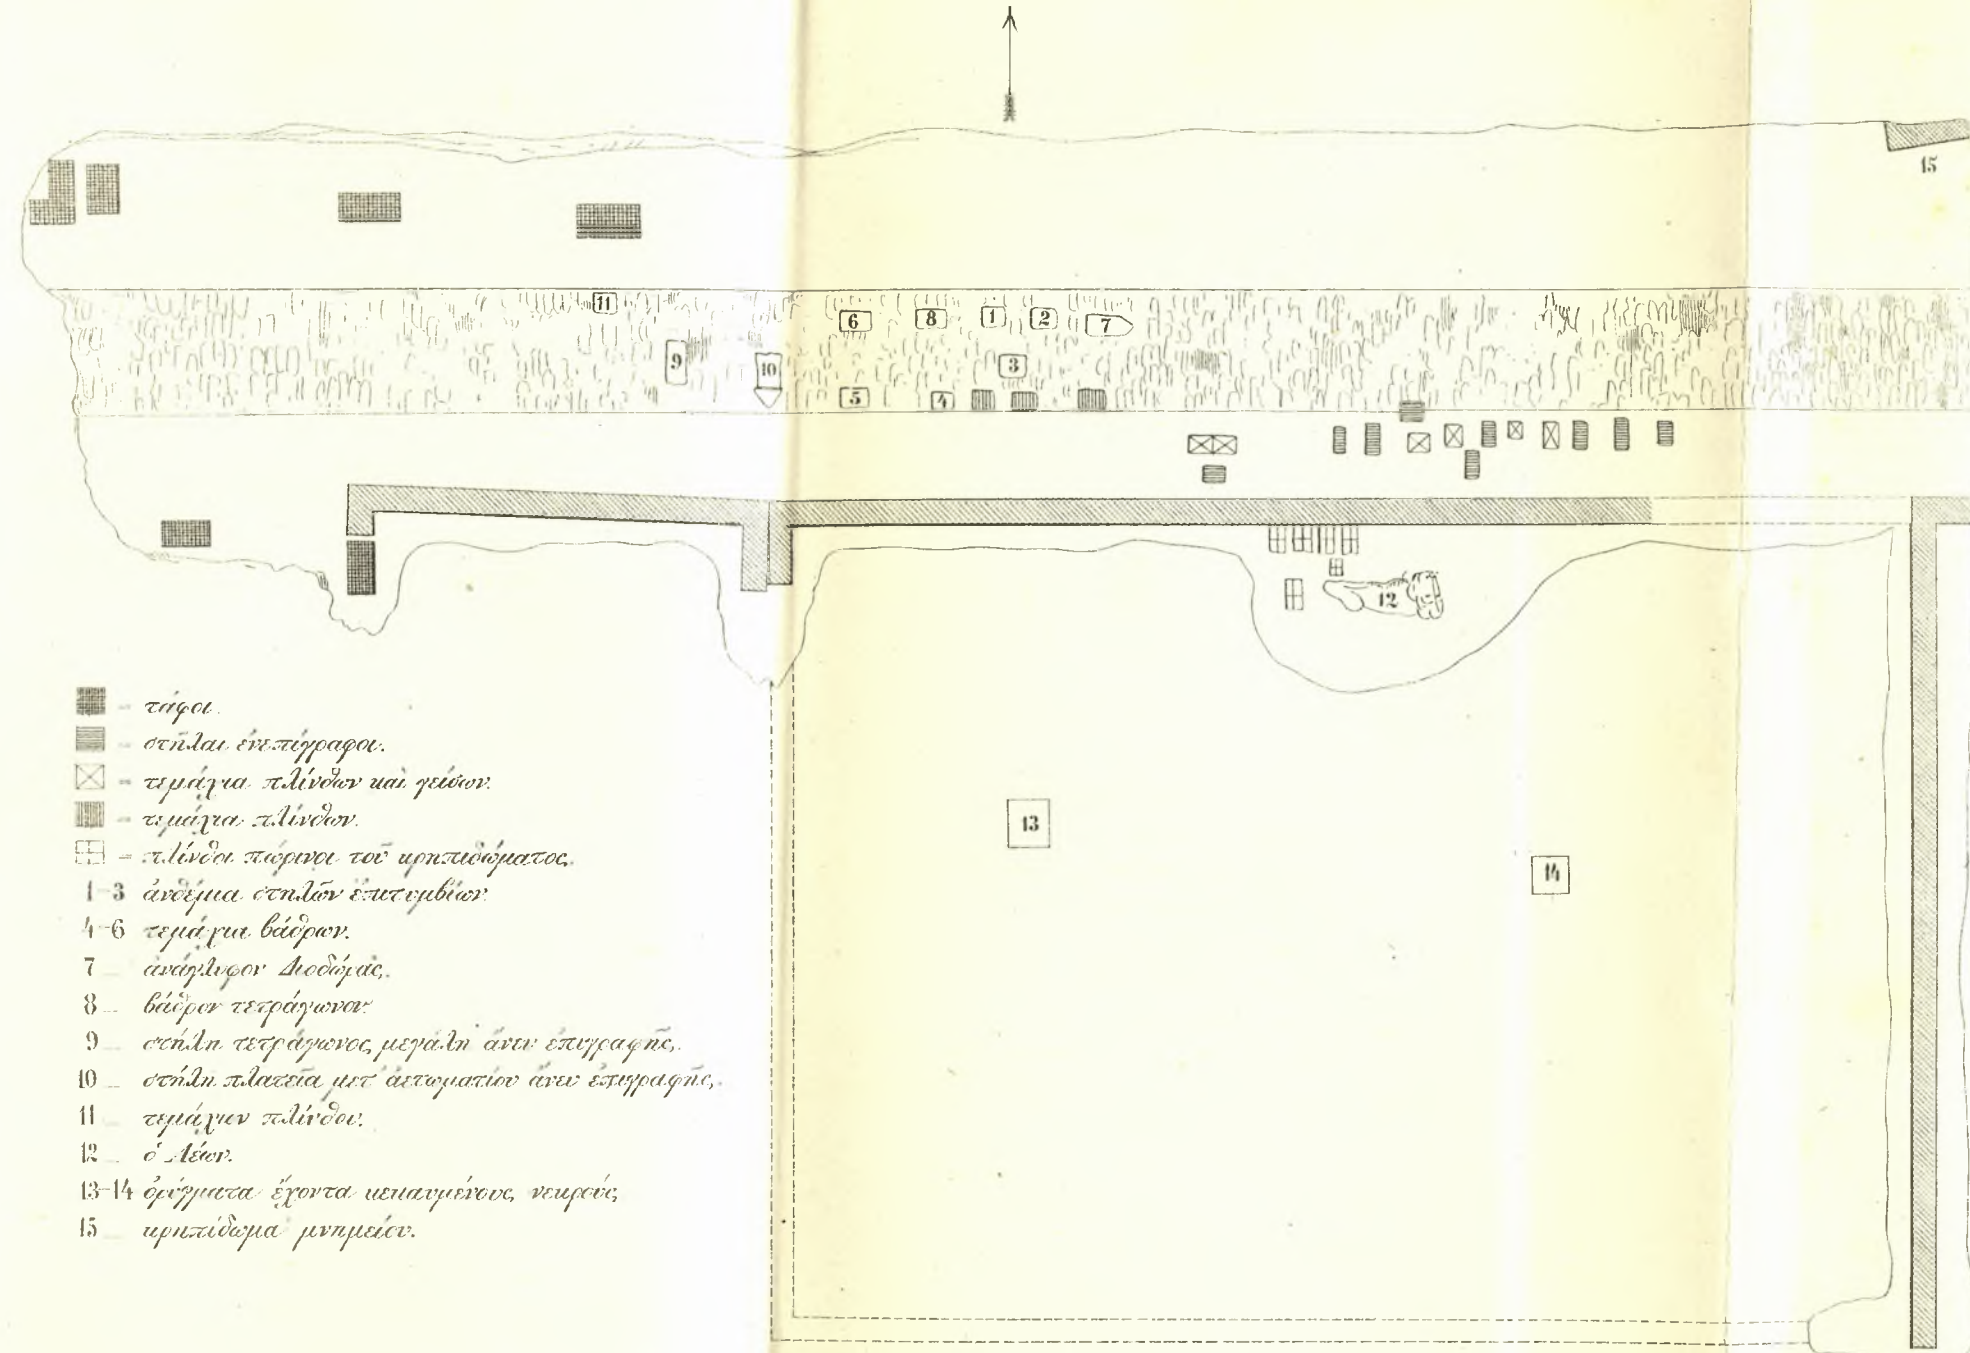 15
11
6
8
1
2
7
9
10
3
5
4
12
13
14
– τάφοι.
– στῆλαι ἐνεπίγραφοι.
– τεμάχια πλίνθων καὶ γείσων.
– τεμάχια πλίνθων.
– πλίνθοι πώρινοι τοῦ κρηπιδώματος.
1–3 ἀνθέμια στηλῶν ἐπιτυμβίων
4–6 τεμάχια βάθρων.
7 ἀνάγλυφον Διοδώρας.
8 βάθρον τετράγωνον
9 στήλη τετράγωνος μεγάλη ἄνευ ἐπιγραφῆς.
10 στήλη πλατεῖα μετ' ἀετωματίου ἄνευ ἐπιγραφῆς
11 τεμάχιον πλίνθου.
12 ὁ Λέων.
13–14 ὀρύγματα ἔχοντα κεκαυμένους νεκρούς
15 κρηπίδωμα μνημείου.